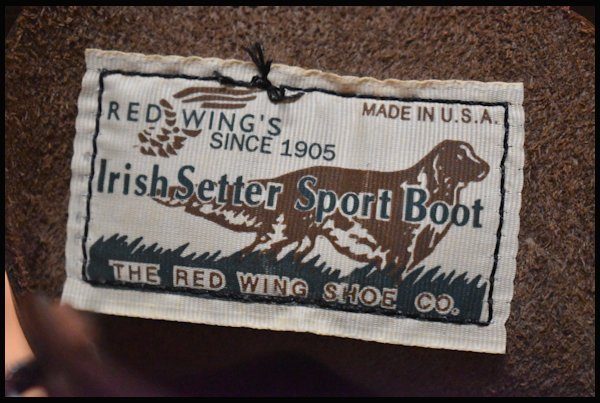 RED WING'S
MADE IN U.S.A.
SINCE 1905
Irish Setter Sport Boot
THE RED WING SHOE CO.